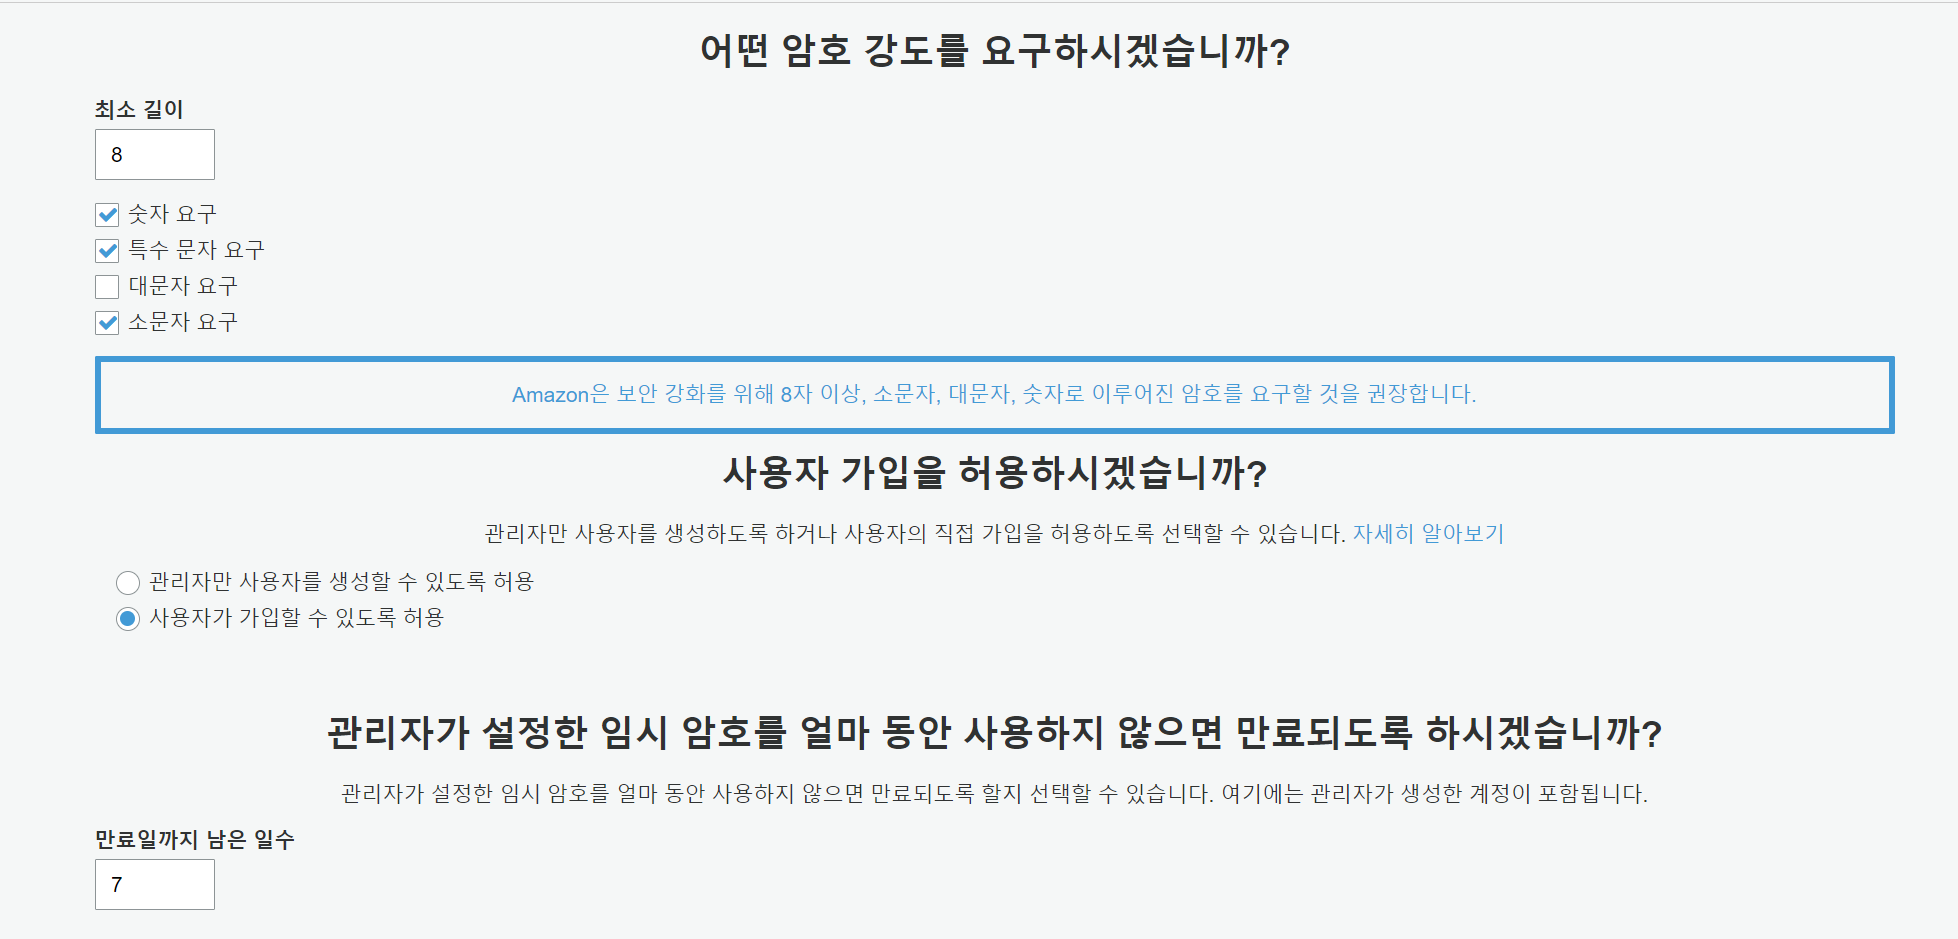 어떤 암호 강도를 요구하시겠습니까?
최소 길이
8
숫자 요구
특수 문자 요구
대문자 요구
소문자 요구
Amazon은 보안 강화를 위해 8자 이상, 소문자, 대문자, 숫자로 이루어진 암호를 요구할 것을 권장합니다.
사용자 가입을 허용하시겠습니까?
관리자만 사용자를 생성하도록 하거나 사용자의 직접 가입을 허용하도록 선택할 수 있습니다. 자세히 알아보기
관리자만 사용자를 생성할 수 있도록 허용
사용자가 가입할 수 있도록 허용
관리자가 설정한 임시 암호를 얼마 동안 사용하지 않으면 만료되도록 하시겠습니까?
관리자가 설정한 임시 암호를 얼마 동안 사용하지 않으면 만료되도록 할지 선택할 수 있습니다. 여기에는 관리자가 생성한 계정이 포함됩니다.
만료일까지 남은 일수
7